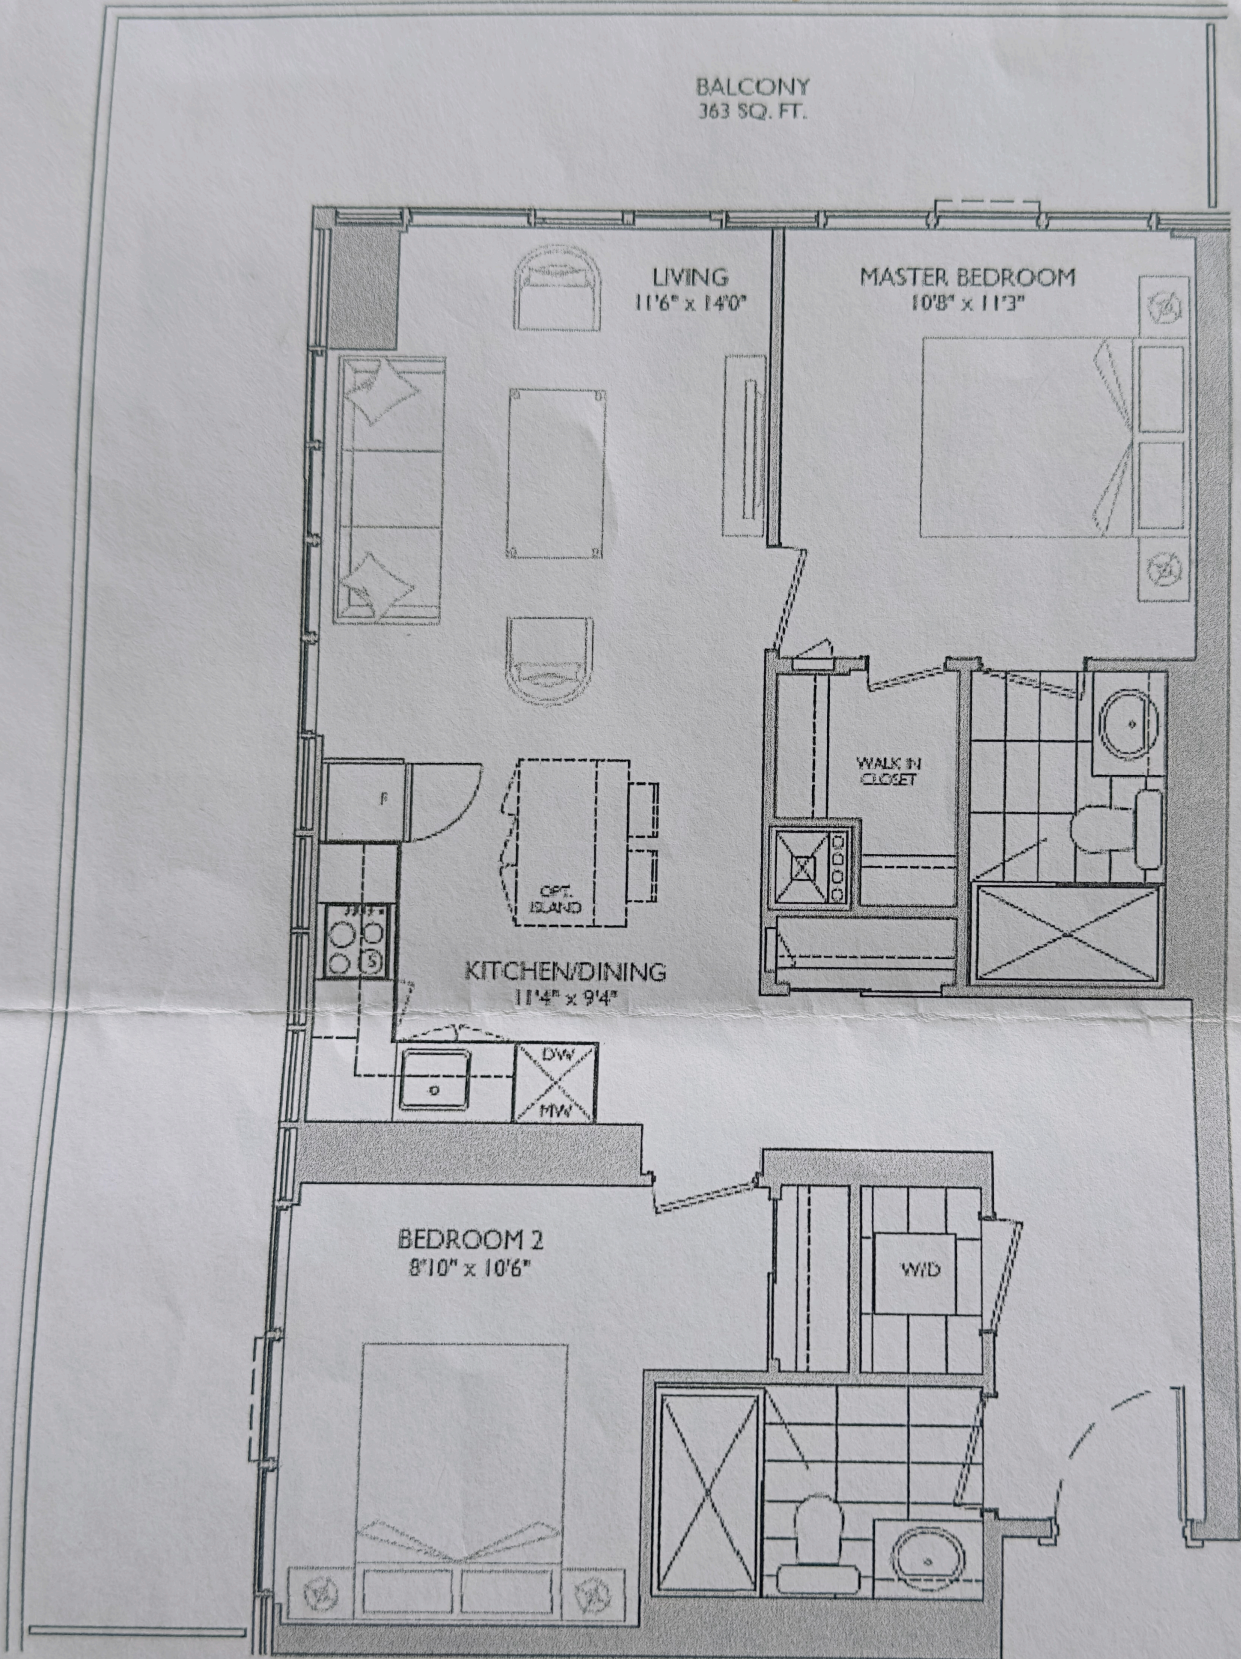 BALCONY
363 SQ. FT.
LIVING
11'6" x 14'0"
MASTER BEDROOM
10'8" x 11'3"
WALK IN
CLOSET
F
OPT.
ISLAND
S
KITCHEN/DINING
11'4" x 9'4"
DW
MW
BEDROOM 2
8'10" x 10'6"
W/D